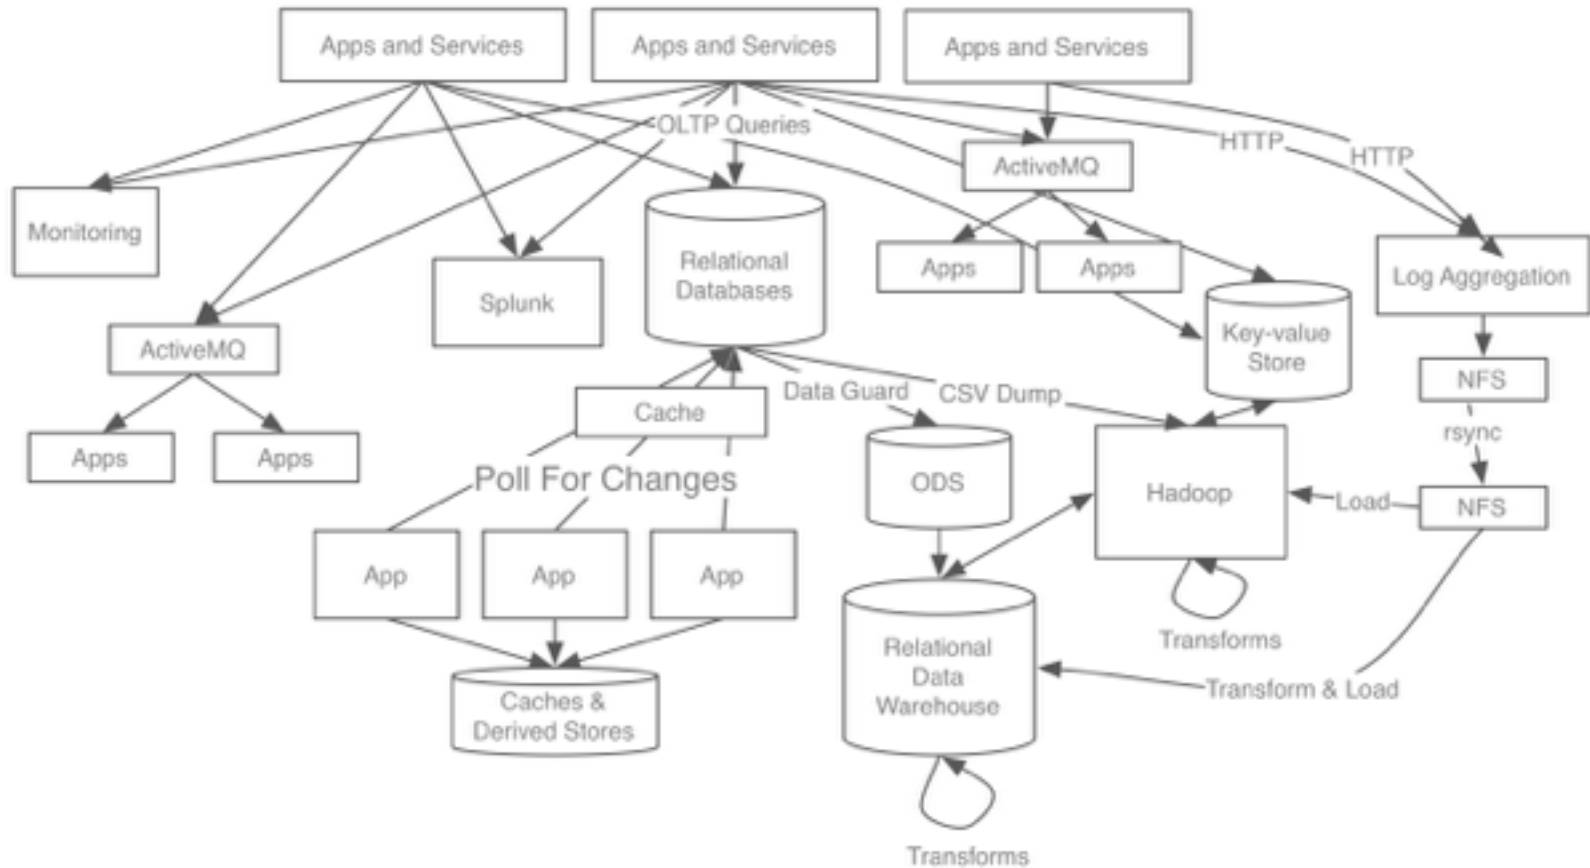 Apps and Services
Apps and Services
Apps and Services
OLTP Queries
HTTP
HTTP
ActiveMQ
Monitoring
Relational
Databases
Apps
Apps
Log Aggregation
Splunk
ActiveMQ
Key-value
Store
NFS
Data Guard
CSV Dump
Cache
rsync
Apps
Apps
Poll For Changes
ODS
Hadoop
Load
NFS
App
App
App
Transforms
Relational
Data
Warehouse
Transform & Load
Caches &
Derived Stores
Transforms